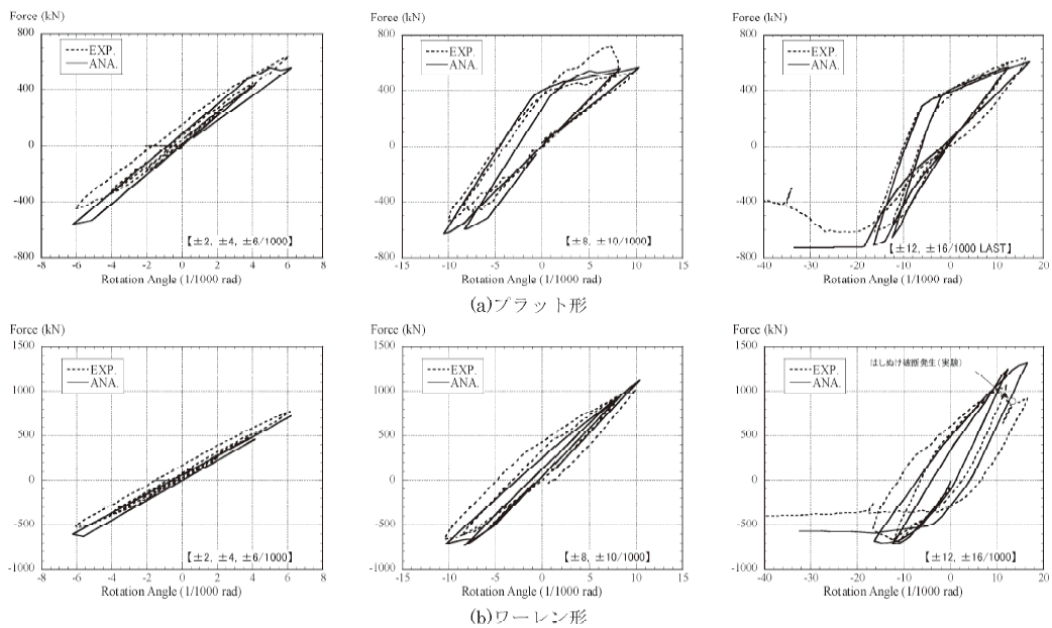 Force (kN)
800
400
0
-400
-800
EXP.
ANA.
【±2, ±4, ±6/1000】
-8 -6 -4 -2 0 2 4 6 8
Rotation Angle (1/1000 rad)
Force (kN)
800
400
0
-400
-800
EXP.
ANA.
【±8, ±10/1000】
-15 -10 -5 0 5 10 15
Rotation Angle (1/1000 rad)
Force (kN)
800
400
0
-400
-800
EXP.
ANA.
【±12, ±16/1000 LAST】
-40 -30 -20 -10 0 10 20
Rotation Angle (1/1000 rad)
(a)プラット形
Force (kN)
1500
1000
500
0
-500
-1000
EXP.
ANA.
【±2, ±4, ±6/1000】
-8 -6 -4 -2 0 2 4 6 8
Rotation Angle (1/1000 rad)
Force (kN)
1500
1000
500
0
-500
-1000
EXP.
ANA.
【±8, ±10/1000】
-15 -10 -5 0 5 10 15
Rotation Angle (1/1000 rad)
Force (kN)
1500
1000
500
0
-500
-1000
EXP.
ANA.
はしぬけ破断発生(実験)
【±12, ±16/1000】
-40 -30 -20 -10 0 10 20
Rotation Angle (1/1000 rad)
(b)ワーレン形